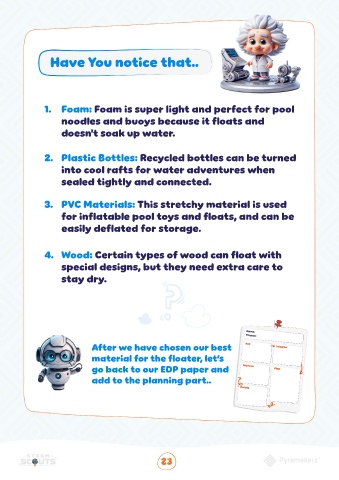 Have You notice that..
1. Foam: Foam is super light and perfect for pool
noodles and buoys because it floats and
doesn't soak up water.
2. Plastic Bottles: Recycled bottles can be turned
into cool rafts for water adventures when
sealed tightly and connected.
3. PVC Materials: This stretchy material is used
for inflatable pool toys and floats, and can be
easily deflated for storage.
4. Wood: Certain types of wood can float with
special designs, but they need extra care to
stay dry.
After we have chosen our best
material for the floater, let's
go back to our EDP paper and
add to the planning part..
SCOUTS
23
Pyramakerz